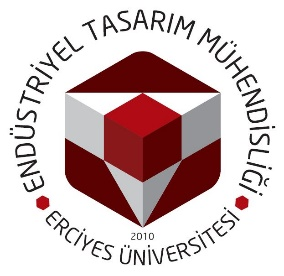 ENDÜSTRİYEL TASARIM MÜHENDİSLİĞİ
2010
ERCİYES ÜNİVERSİTESİ